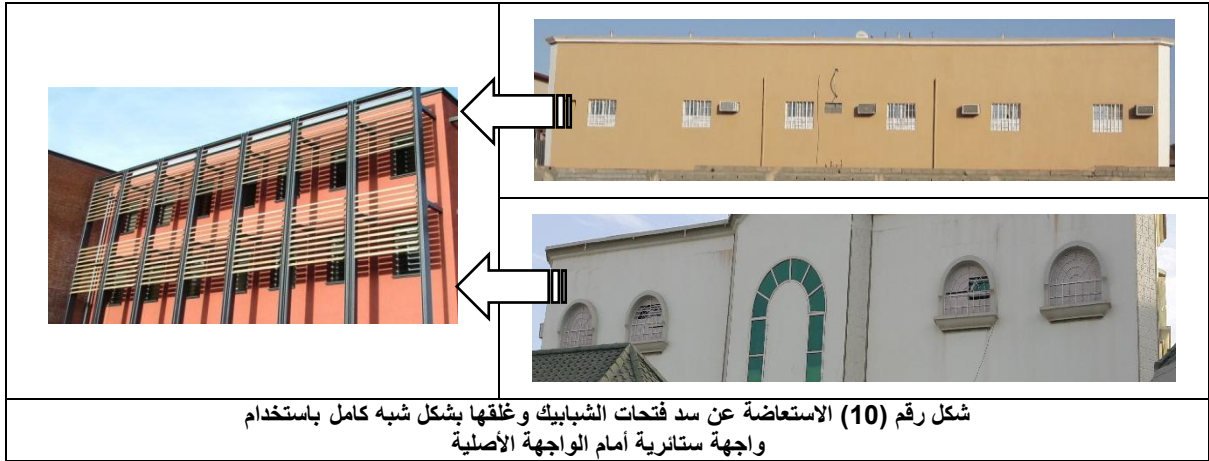 شكل رقم (10) الاستعاضة عن سد فتحات الشبابيك وغلقها بشكل شبه كامل باستخدام
واجهة ستائرية أمام الواجهة الأصلية